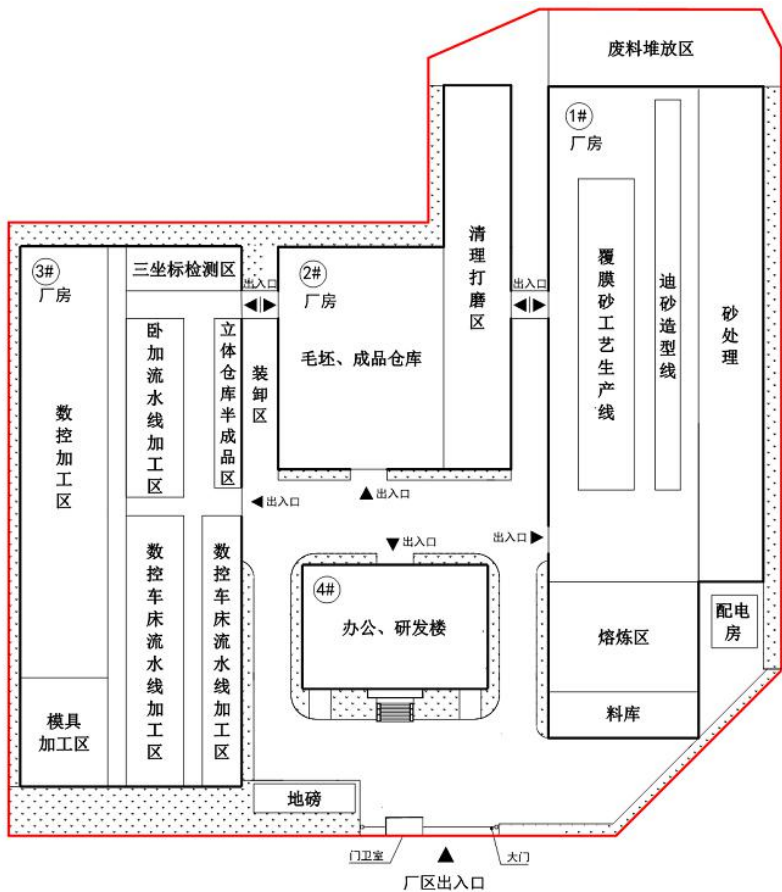 废料堆放区
1#
厂房
清理打磨区
覆膜砂工艺生产线
迪砂造型线
砂处理
3#
厂房
三坐标检测区
出入口
2#
厂房
出入口
毛坯、成品仓库
卧加流水线加工区
立体仓库半成品区
装卸区
数控加工区
出入口
出入口
出入口
出入口
4#
办公、研发楼
数控车床流水线加工区
数控车床流水线加工区
熔炼区
配电
房
模具
加工区
料库
地磅
门卫室
大门
厂区出入口